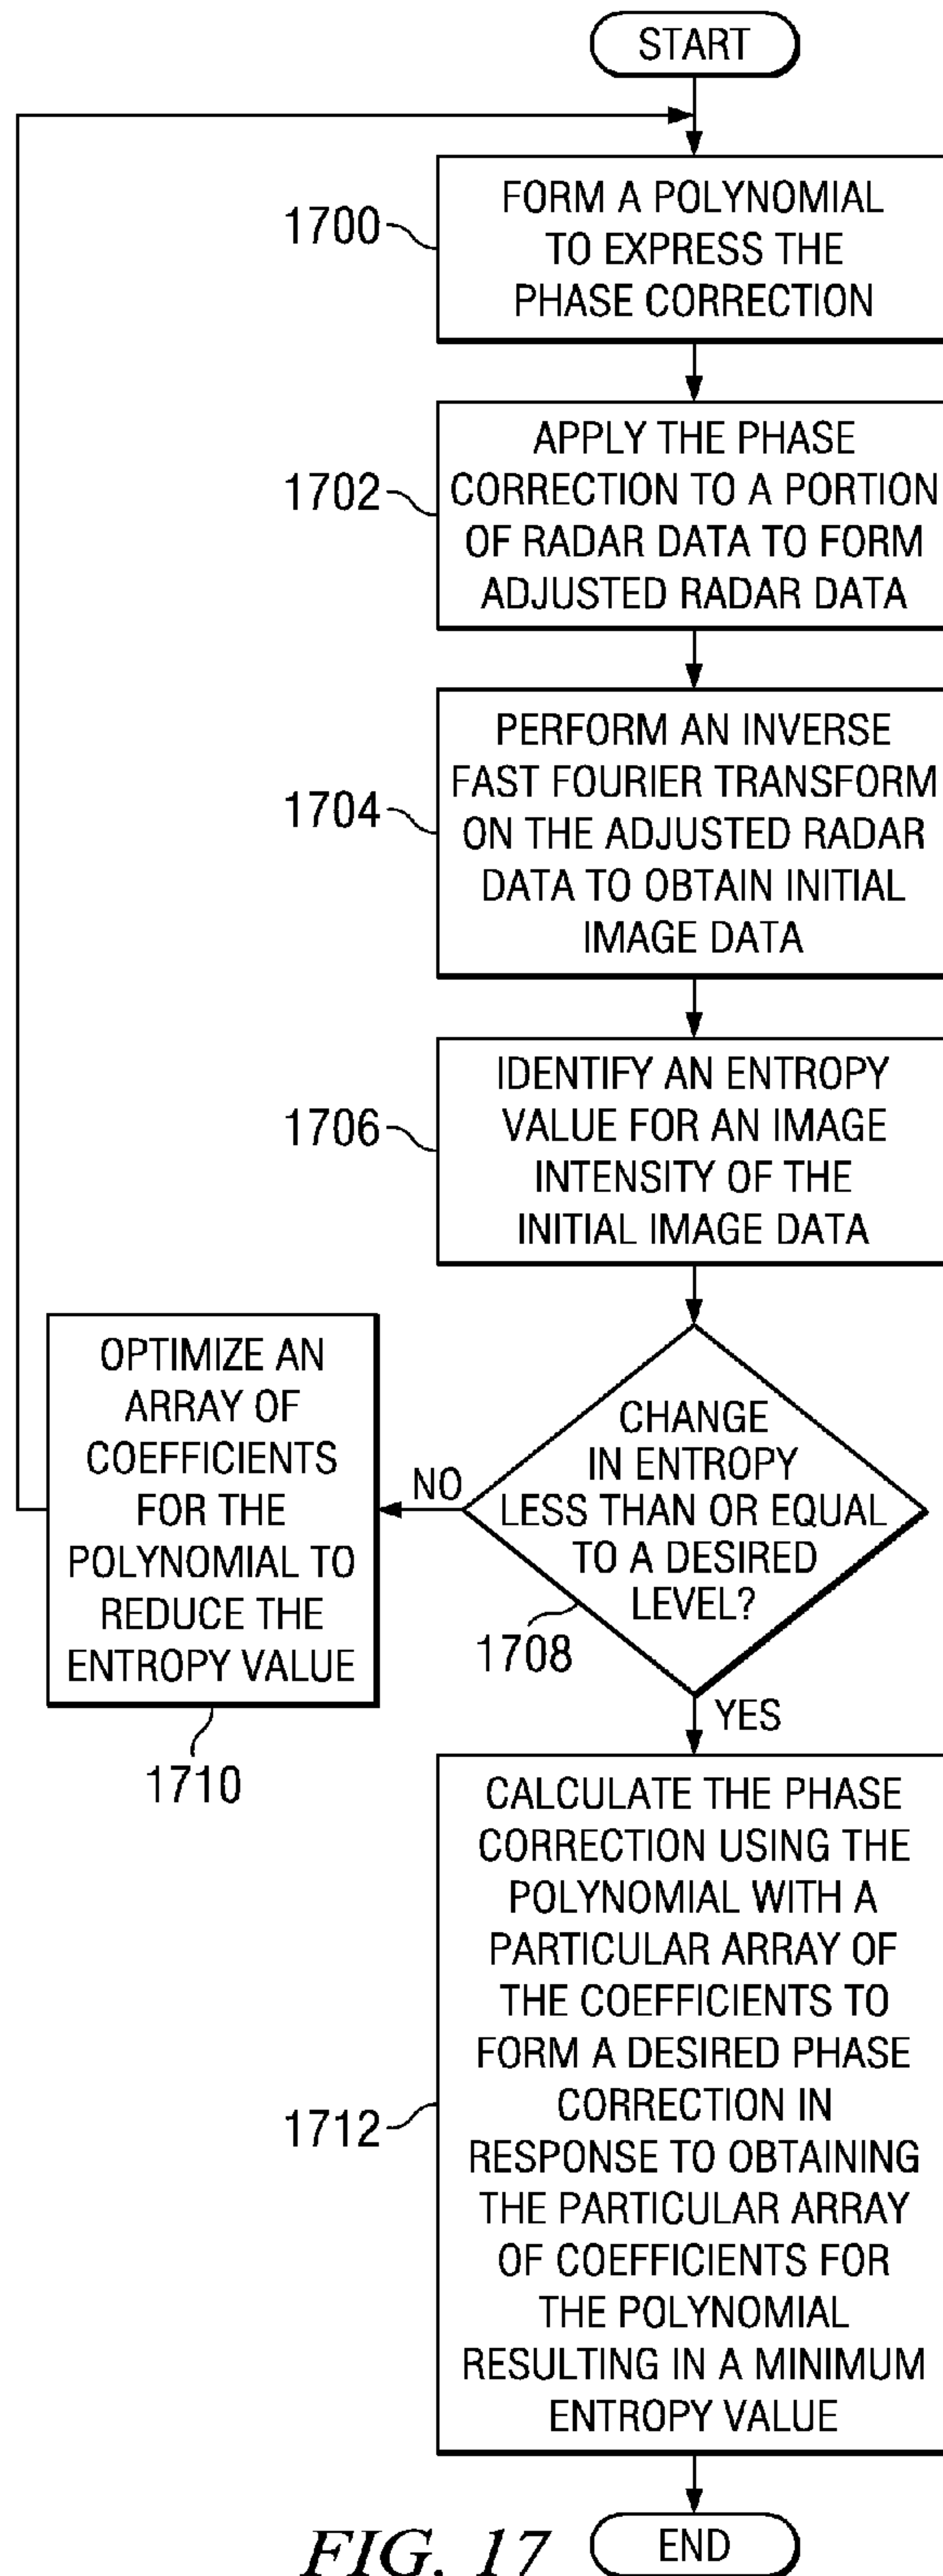 START
1700
FORM A POLYNOMIAL
TO EXPRESS THE
PHASE CORRECTION
1702
APPLY THE PHASE
CORRECTION TO A PORTION
OF RADAR DATA TO FORM
ADJUSTED RADAR DATA
1704
PERFORM AN INVERSE
FAST FOURIER TRANSFORM
ON THE ADJUSTED RADAR
DATA TO OBTAIN INITIAL
IMAGE DATA
1706
IDENTIFY AN ENTROPY
VALUE FOR AN IMAGE
INTENSITY OF THE
INITIAL IMAGE DATA
CHANGE
IN ENTROPY
LESS THAN OR EQUAL
TO A DESIRED
LEVEL?
1708
NO
OPTIMIZE AN
ARRAY OF
COEFFICIENTS
FOR THE
POLYNOMIAL TO
REDUCE THE
ENTROPY VALUE
1710
YES
1712
CALCULATE THE PHASE
CORRECTION USING THE
POLYNOMIAL WITH A
PARTICULAR ARRAY OF
THE COEFFICIENTS TO
FORM A DESIRED PHASE
CORRECTION IN
RESPONSE TO OBTAINING
THE PARTICULAR ARRAY
OF COEFFICIENTS FOR
THE POLYNOMIAL
RESULTING IN A MINIMUM
ENTROPY VALUE
END
FIG. 17